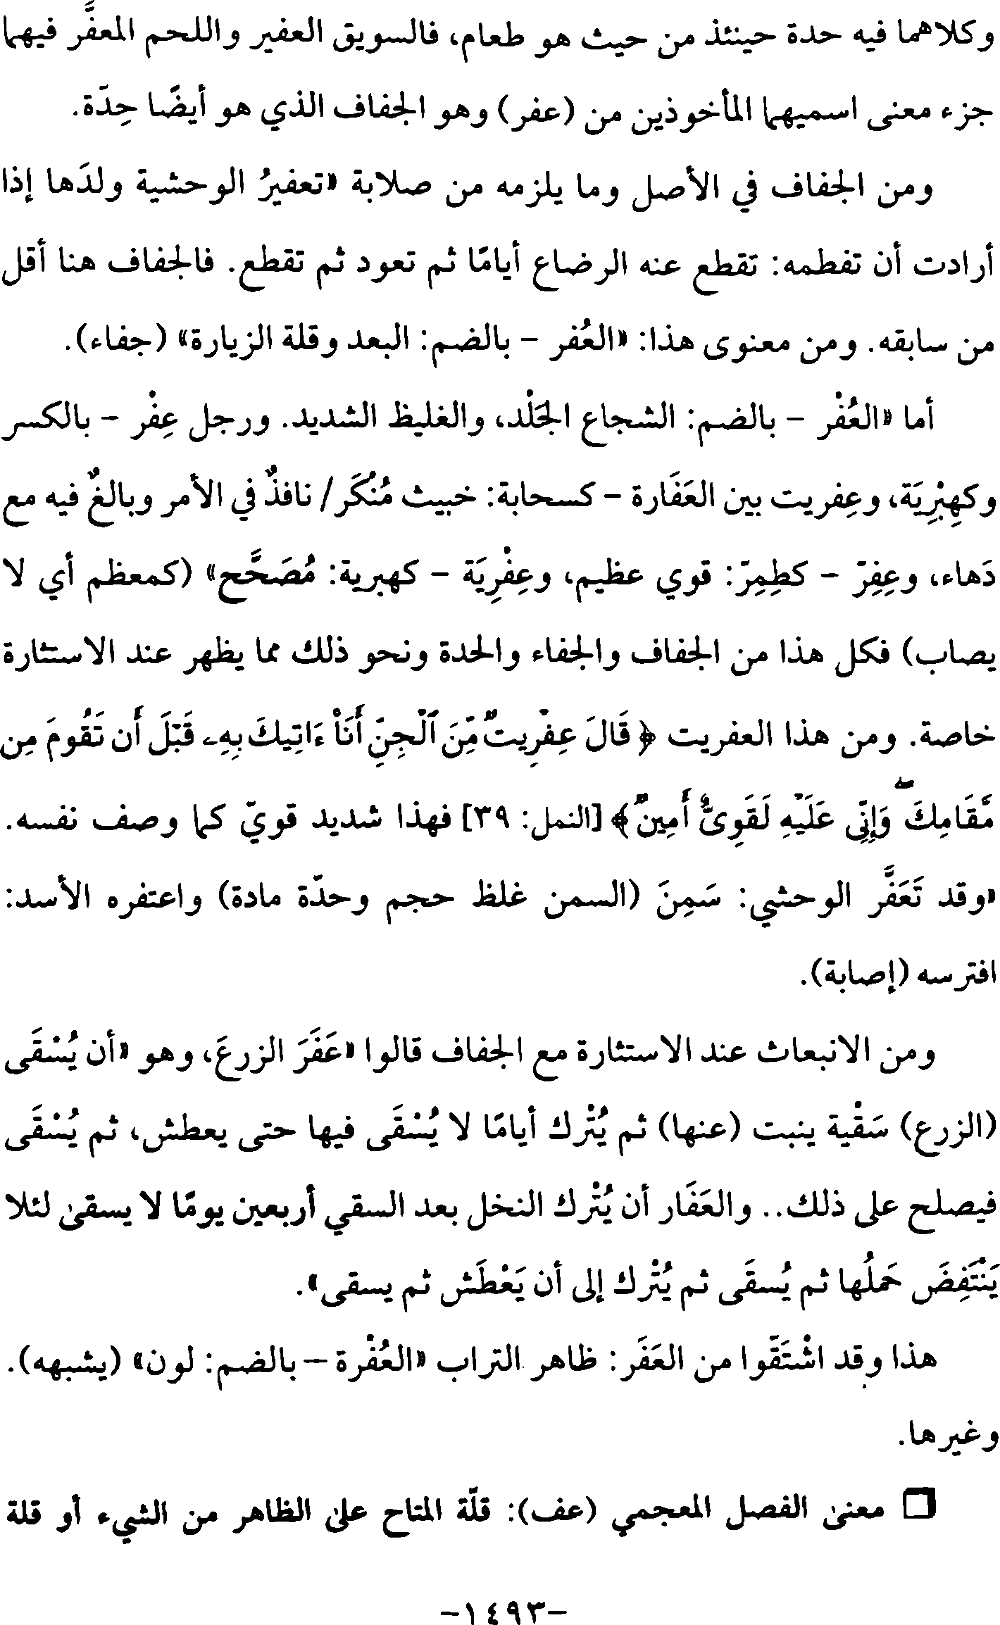 وكلاهما فيه حدة حينئذ من حيث هو طعام، فالسويق العفير واللحم المعفَّر فيهما
جزء معنى اسميهما المأخوذين من (عفر) وهو الجفاف الذي هو أيضًا حِدّة.
ومن الجفاف في الأصل وما يلزمه من صلابة «تعفيرُ الوحشية ولدَها إذا
أرادت أن تفطمه: تقطع عنه الرضاع أيامًا ثم تعود ثم تقطع. فالجفاف هنا أقل
من سابقه. ومن معنوى هذا: «العُفر – بالضم: البعد وقلة الزيارة» (جفاء).
أما «العُفْر – بالضم: الشجاع الجَلْد، والغليظ الشديد. ورجل عِفْر – بالكسر
وكهِبْرِيَة، وعِفريت بين العَفَارة – كسحابة: خبيث مُنْكَر/ نافذٌ في الأمر وبالغٌ فيه مع
دَهاء، وعِفِرّ – كطِمِرّ: قوي عظيم، وعِفْرِيَة – كهبرية: مُصَحَّح» (كمعظم أي لا
يصاب) فكل هذا من الجفاف والجفاء والحدة ونحو ذلك مما يظهر عند الاستثارة
خاصة. ومن هذا العفريت ﴿قَالَ عِفْرِيتٌ مِّنَ ٱلْجِنِّ أَنَا۠ ءَاتِيكَ بِهِۦ قَبْلَ أَن تَقُومَ مِن
مَّقَامِكَ ۖ وَإِنِّى عَلَيْهِ لَقَوِىٌّ أَمِينٌ﴾ [النمل: ٣٩] فهذا شديد قويّ كما وصف نفسه.
«وقد تَعَفَّر الوحشي: سَمِنَ (السمن غلظ حجم وحدّة مادة) واعتفره الأسد:
افترسه (إصابة).
ومن الانبعاث عند الاستثارة مع الجفاف قالوا «عَفَرَ الزرعَ، وهو «أن يُسْقَى
(الزرع) سَقْية ينبت (عنها) ثم يُتْرك أيامًا لا يُسْقَى فيها حتى يعطش، ثم يُسْقَى
فيصلح على ذلك.. والعَفَار أن يُتْرك النخل بعد السقي أربعين يومًا لا يسقىٰ لئلا
يَنْتَفِضَ حَملُها ثم يُسقَى ثم يُتْرك إلى أن يَعْطَش ثم يسقى».
هذا وقد اشْتَقّوا من العَفَر: ظاهر التراب «العُفْرة – بالضم: لون» (يشبهه).
وغيرها.
❒ معنىٰ الفصل المعجمي (عف): قلّة المتاح علىٰ الظاهر من الشيء أو قلة
-١٤٩٣-